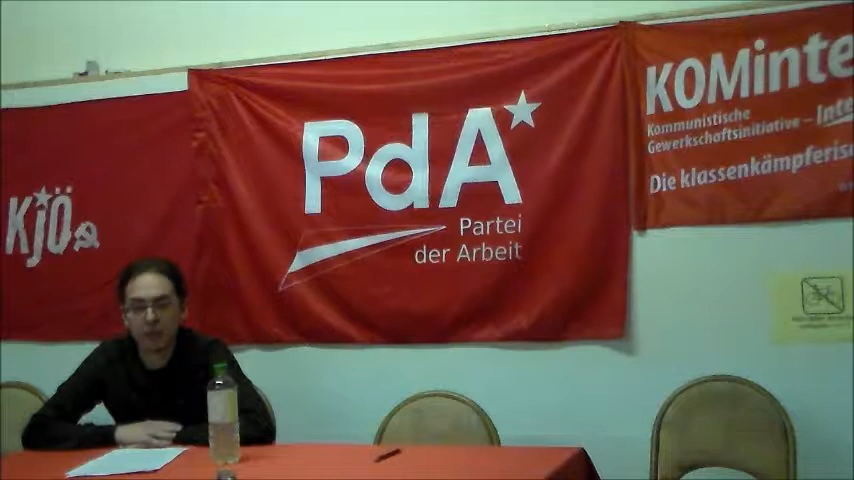 KJÖ
PdA
Partei
der Arbeit
KOMinte
Kommunistische
Gewerkschaftsinitiative – Inte
Die klassenkämpferis